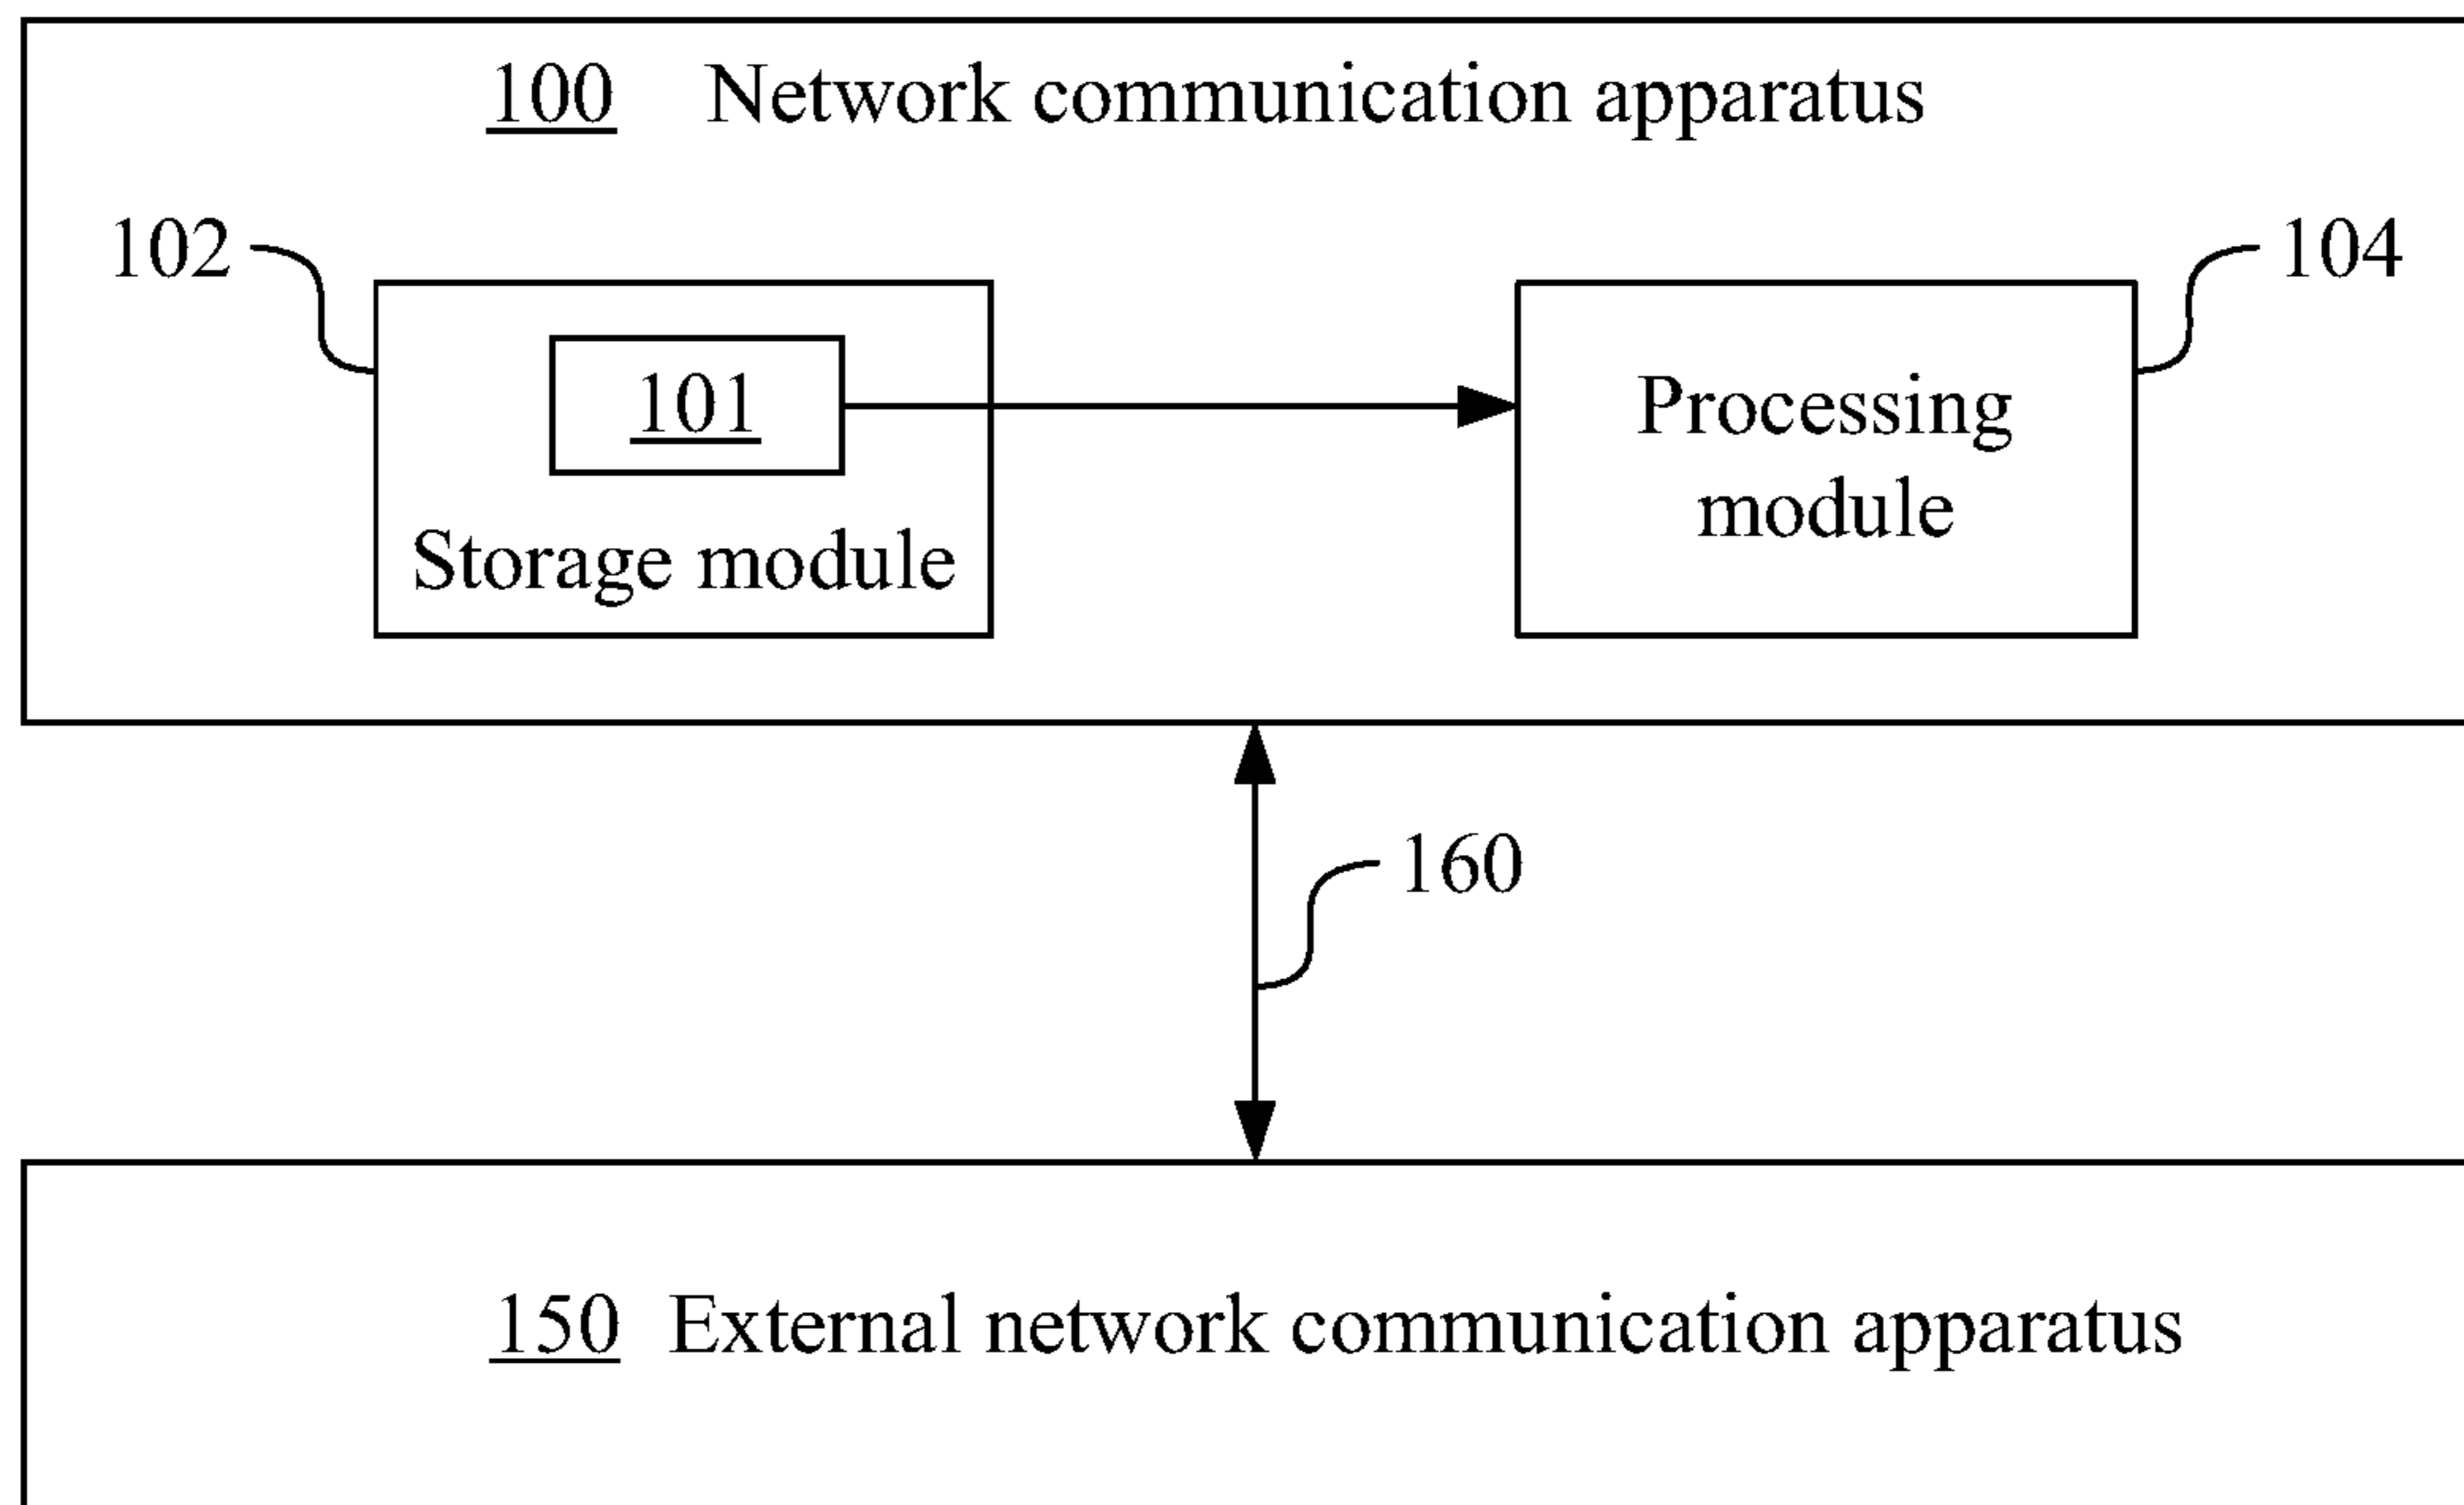 100 Network communication apparatus
102
104
101
Processing
module
Storage module
160
150 External network communication apparatus